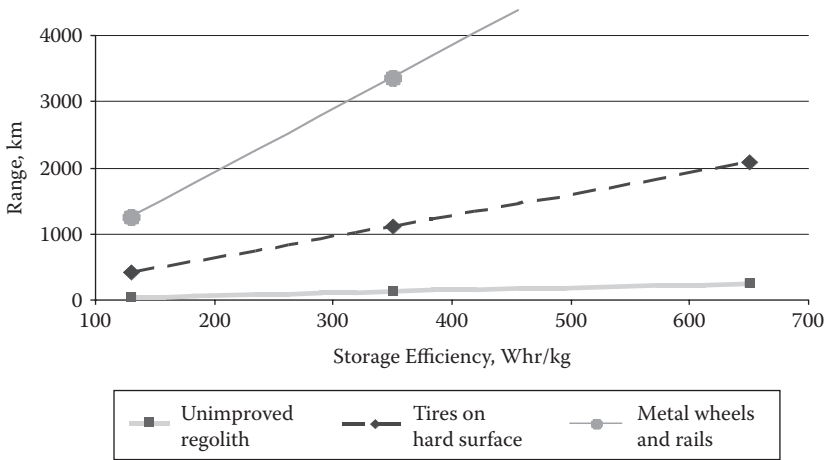 4000
3000
2000
1000
0
Range, km
100 200 300 400 500 600 700
Storage Efficiency, Whr/kg
Unimproved
regolith
Tires on
hard surface
Metal wheels
and rails